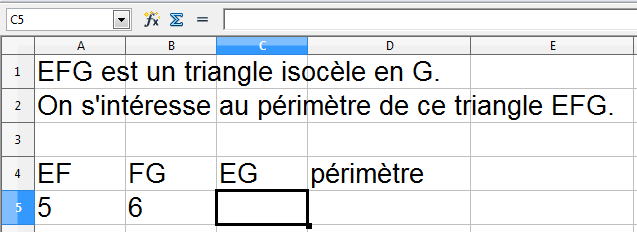 C5
A B C D E
1 EFG est un triangle isocèle en G.
2 On s'intéresse au périmètre de ce triangle EFG.
3
4 EF FG EG périmètre
5 5 6